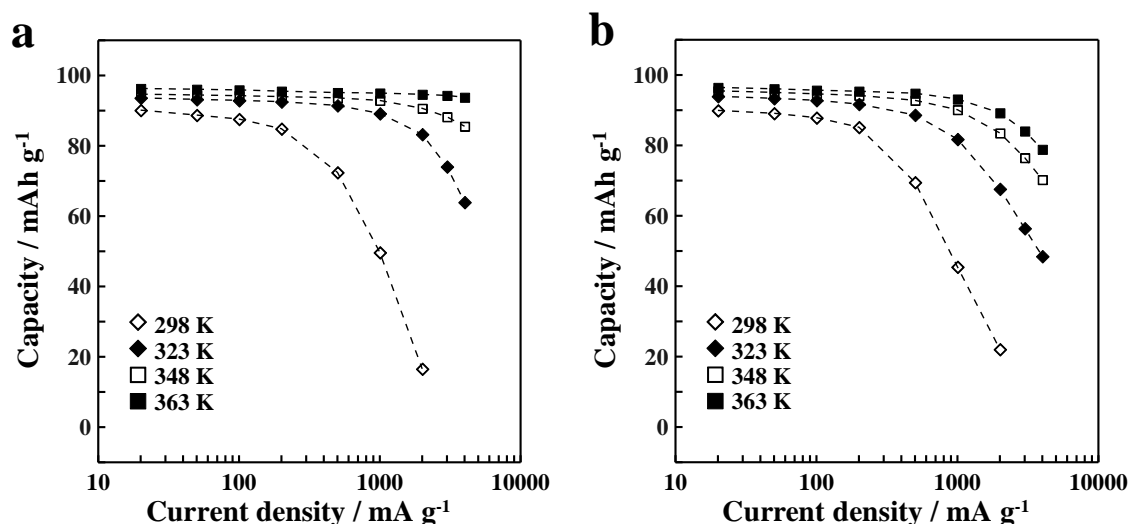 a
Capacity / mAh g-1
100
80
60
40
20
0
298 K
323 K
348 K
363 K
10
100
1000
10000
Current density / mA g-1
b
Capacity / mAh g-1
100
80
60
40
20
0
298 K
323 K
348 K
363 K
10
100
1000
10000
Current density / mA g-1